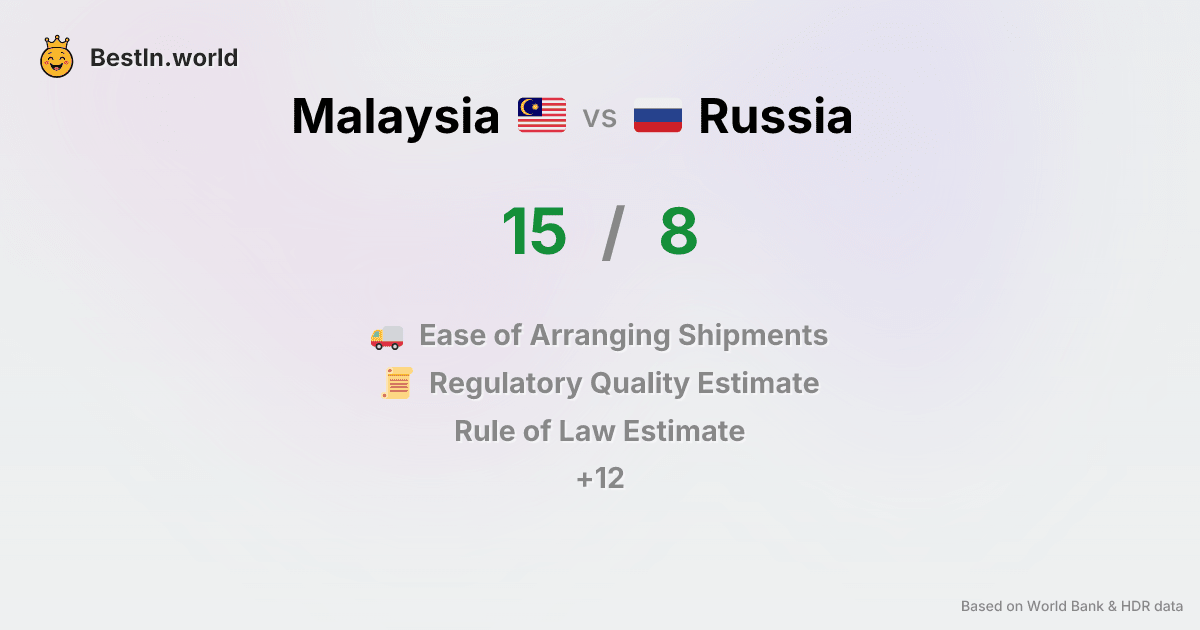 BestIn.world
Malaysia vs Russia
15 / 8
Ease of Arranging Shipments
Regulatory Quality Estimate
Rule of Law Estimate
+12
Based on World Bank & HDR data